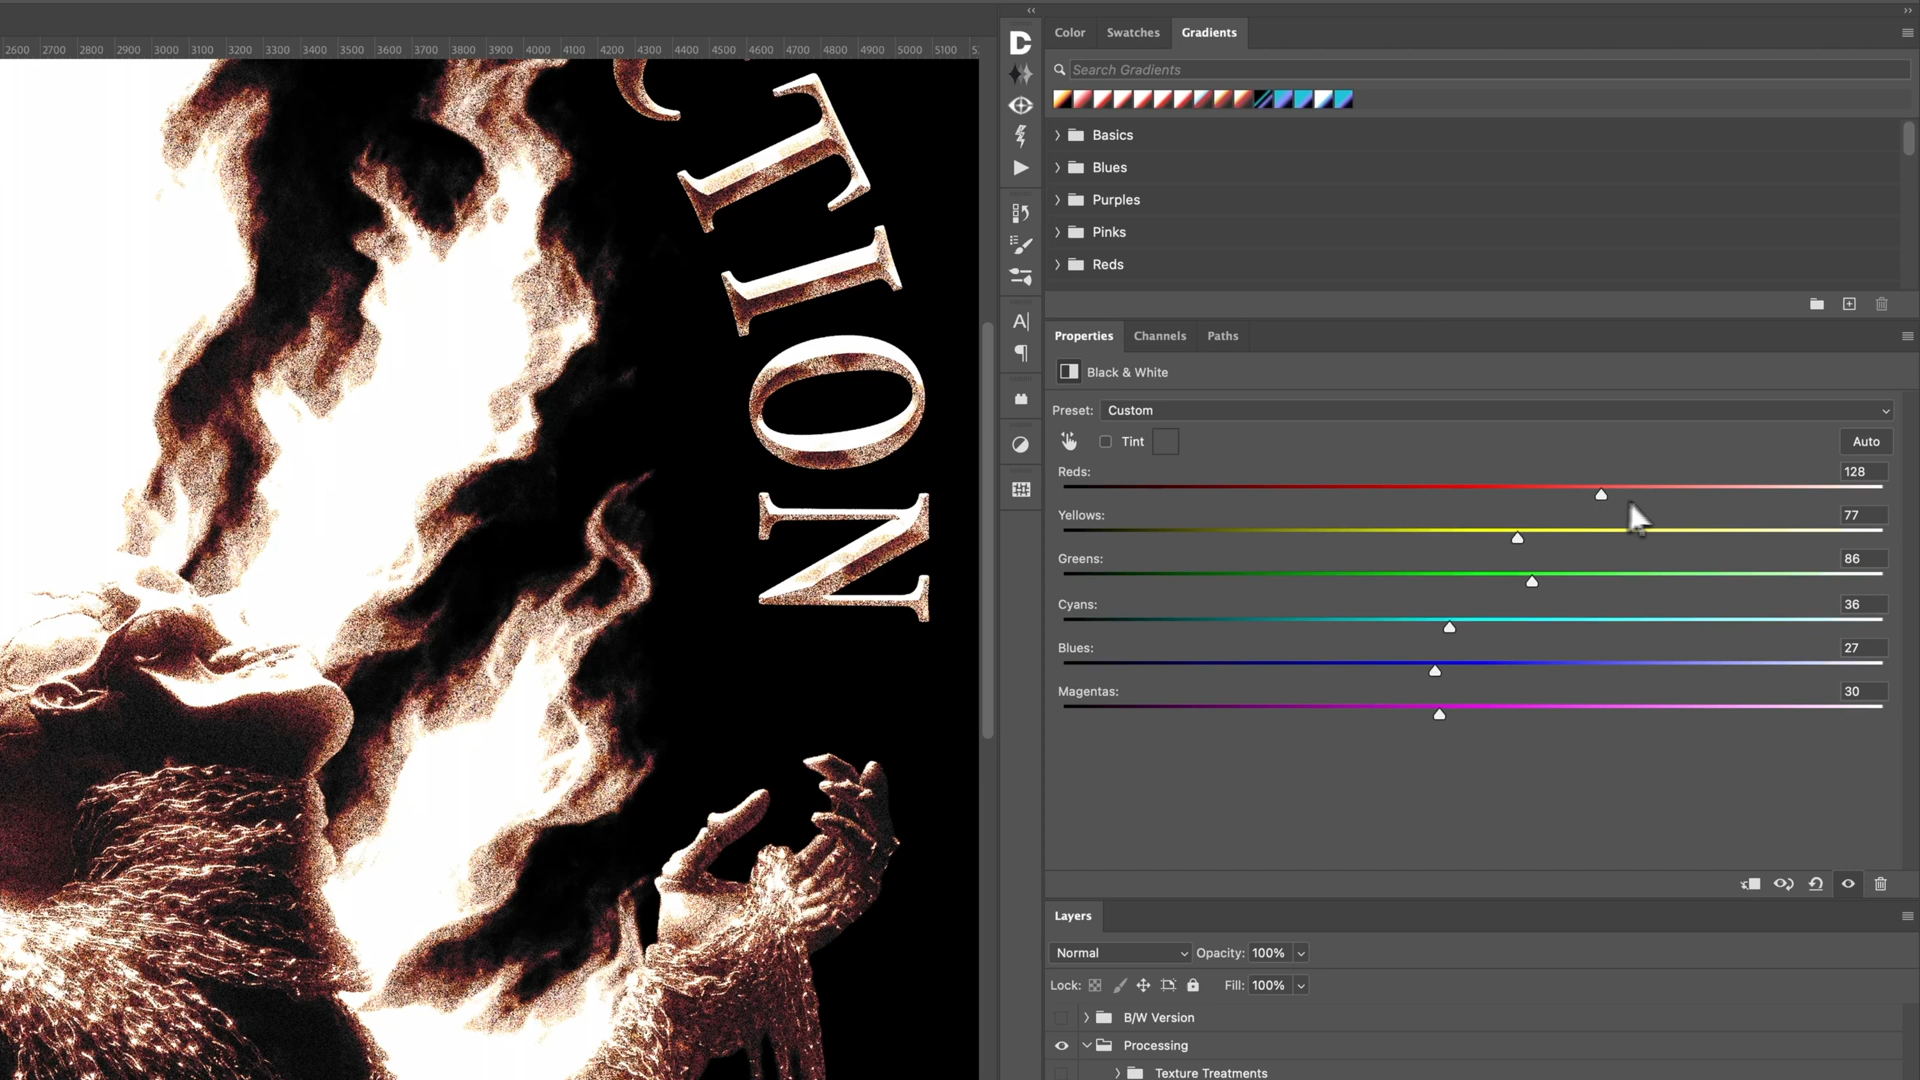 2600 2700 2800 2900 3000 3100 3200 3300 3400 3500 3600 3700 3800 3900 4000 4100 4200 4300 4400 4500 4600 4700 4800 4900 5000 5100
TION
Color Swatches Gradients
Search Gradients
Basics
Blues
Purples
Pinks
Reds
Properties Channels Paths
Black & White
Preset: Custom
Tint Auto
Reds: 128
Yellows: 77
Greens: 86
Cyans: 36
Blues: 27
Magentas: 30
Layers
Normal Opacity: 100%
Lock: Fill: 100%
B/W Version
Processing
Texture Treatments